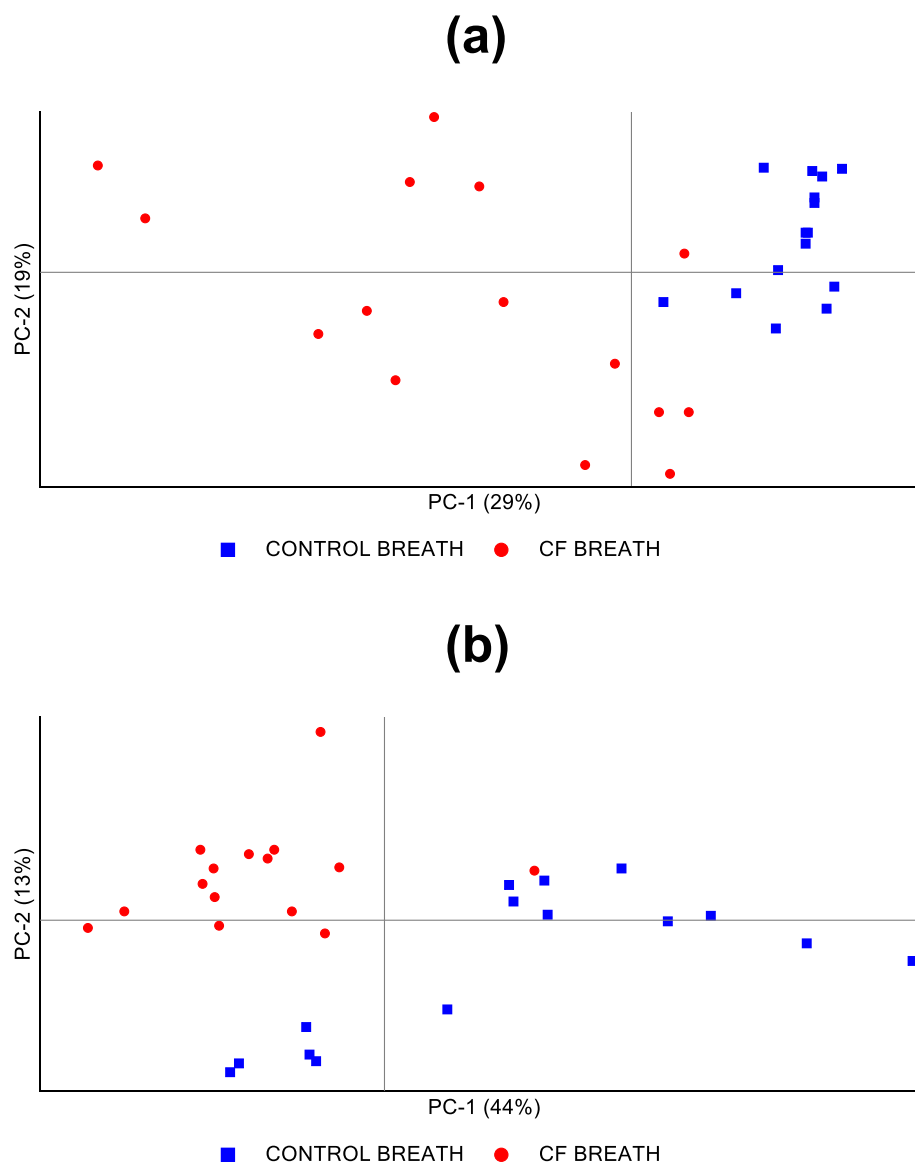 (a)
PC-2 (19%)
PC-1 (29%)
CONTROL BREATH CF BREATH
(b)
PC-2 (13%)
PC-1 (44%)
CONTROL BREATH CF BREATH